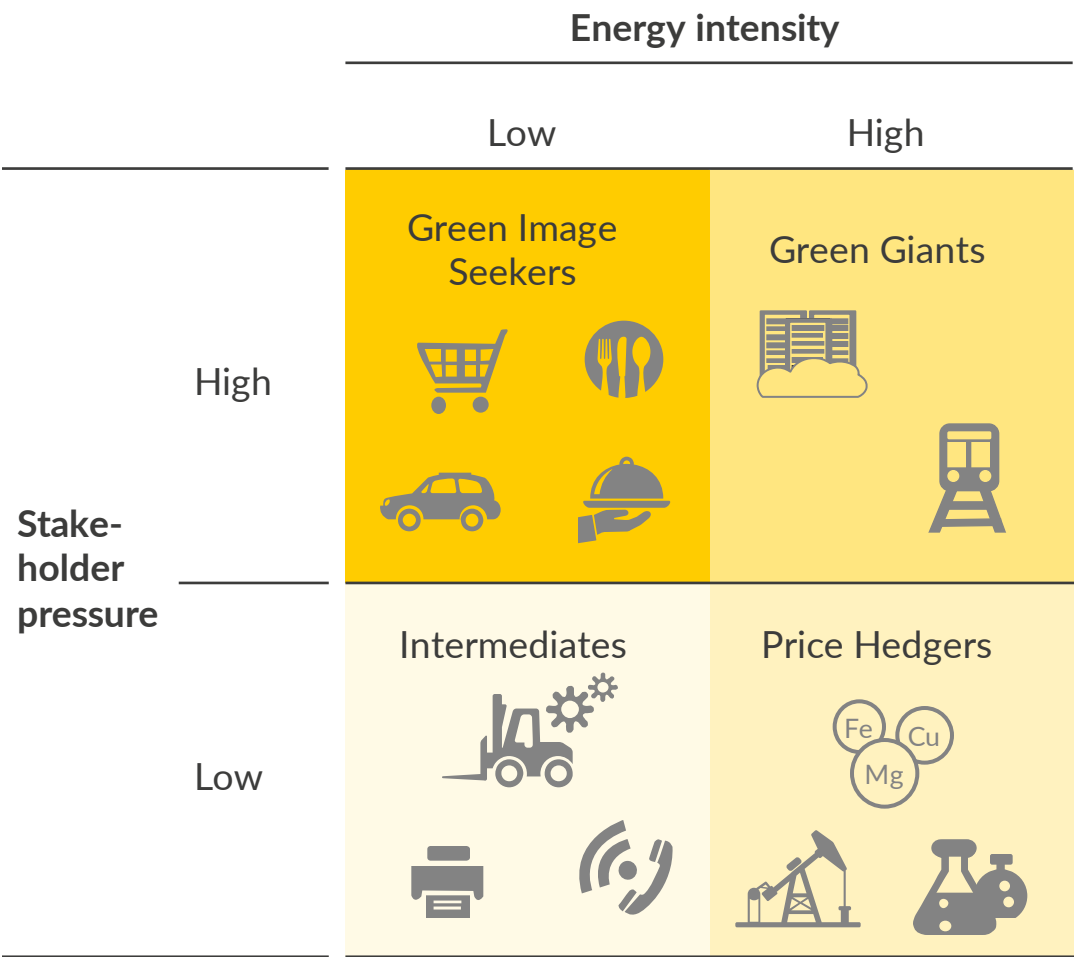 Energy intensity
Low
High
Green Image
Seekers
Green Giants
High
Stake-
holder
pressure
Intermediates
Price Hedgers
Fe
Cu
Mg
Low